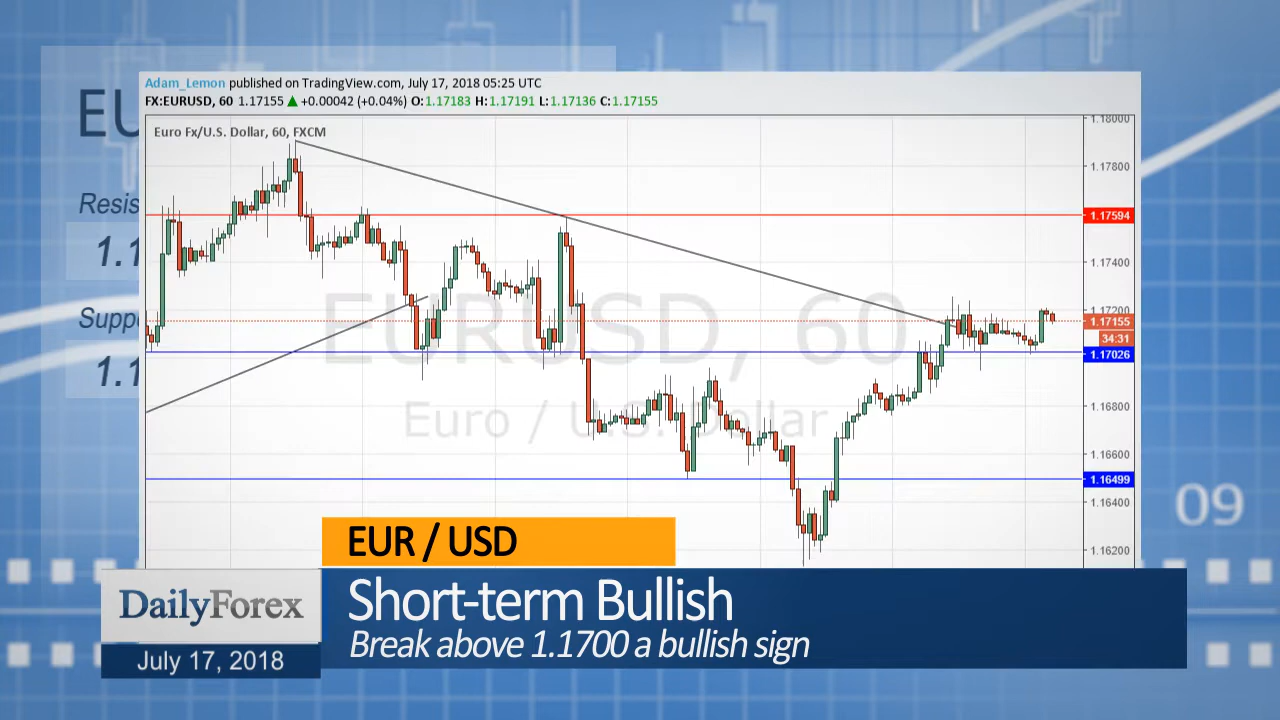 Adam_Lemon published on TradingView.com, July 17, 2018 05:25 UTC
FX:EURUSD, 60 1.17155 ▲ +0.00042 (+0.04%) O:1.17183 H:1.17191 L:1.17136 C:1.17155
Euro Fx/U.S. Dollar, 60, FXCM
EU
Resis
1.1
Suppo
1.1
EURUSD, 60
Euro / U.S. Dollar
1.18000
1.17800
1.17594
1.17400
1.17200
1.17155
34:31
1.17026
1.16800
1.16600
1.16499
1.16400
1.16200
09
EUR / USD
DailyForex
July 17, 2018
Short-term Bullish
Break above 1.1700 a bullish sign